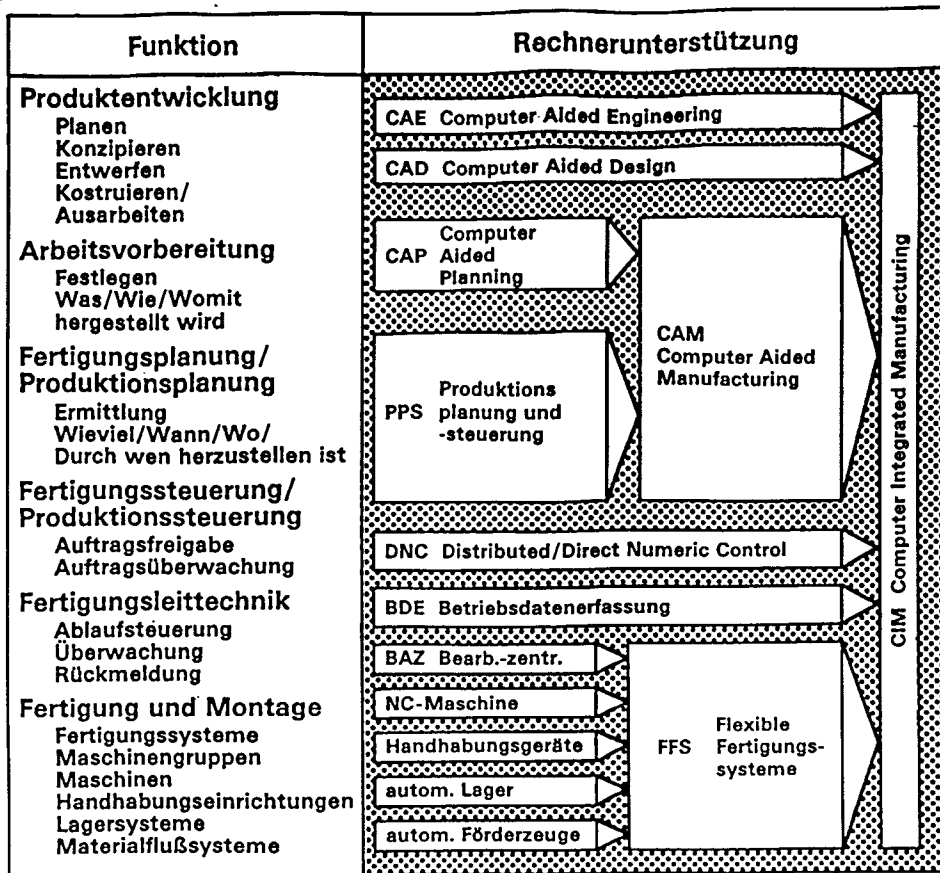 Funktion
Rechnerunterstützung
Produktentwicklung
Planen
Konzipieren
Entwerfen
Kostruieren/
Ausarbeiten
Arbeitsvorbereitung
Festlegen
Was/Wie/Womit
hergestellt wird
Fertigungsplanung/
Produktionsplanung
Ermittlung
Wieviel/Wann/Wo/
Durch wen herzustellen ist
Fertigungssteuerung/
Produktionssteuerung
Auftragsfreigabe
Auftragsüberwachung
Fertigungsleittechnik
Ablaufsteuerung
Überwachung
Rückmeldung
Fertigung und Montage
Fertigungssysteme
Maschinengruppen
Maschinen
Handhabungseinrichtungen
Lagersysteme
Materialflußsysteme
CAE Computer Aided Engineering
CAD Computer Aided Design
CAP Computer
Aided
Planning
PPS Produktions
planung und
-steuerung
CAM
Computer Aided
Manufacturing
DNC Distributed/Direct Numeric Control
BDE Betriebsdatenerfassung
BAZ Bearb.-zentr.
NC-Maschine
Handhabungsgeräte
autom. Lager
autom. Förderzeuge
FFS Flexible
Fertigungs-
systeme
CIM Computer Integrated Manufacturing